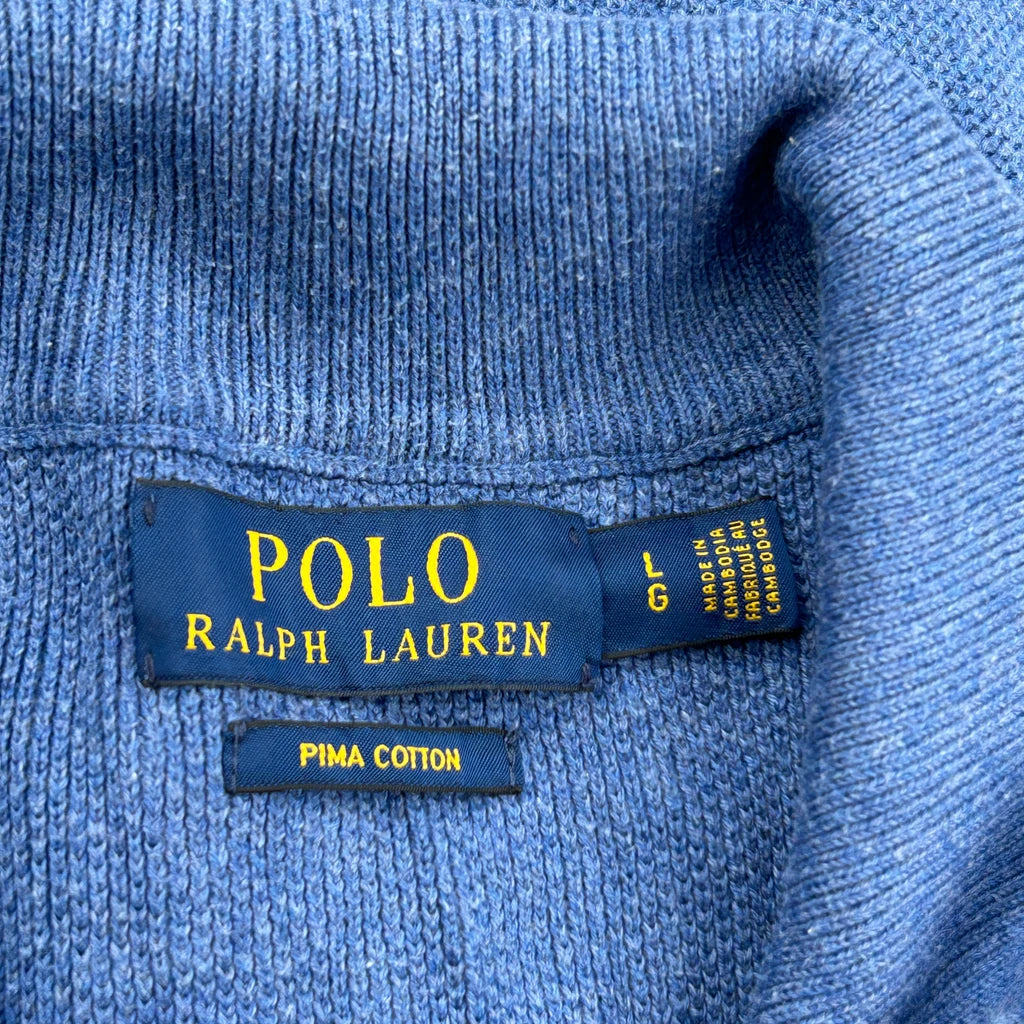 POLO
RALPH LAUREN
L
G
MADE IN
CAMBODIA
FABRIQUÉ AU
CAMBODGE
PIMA COTTON